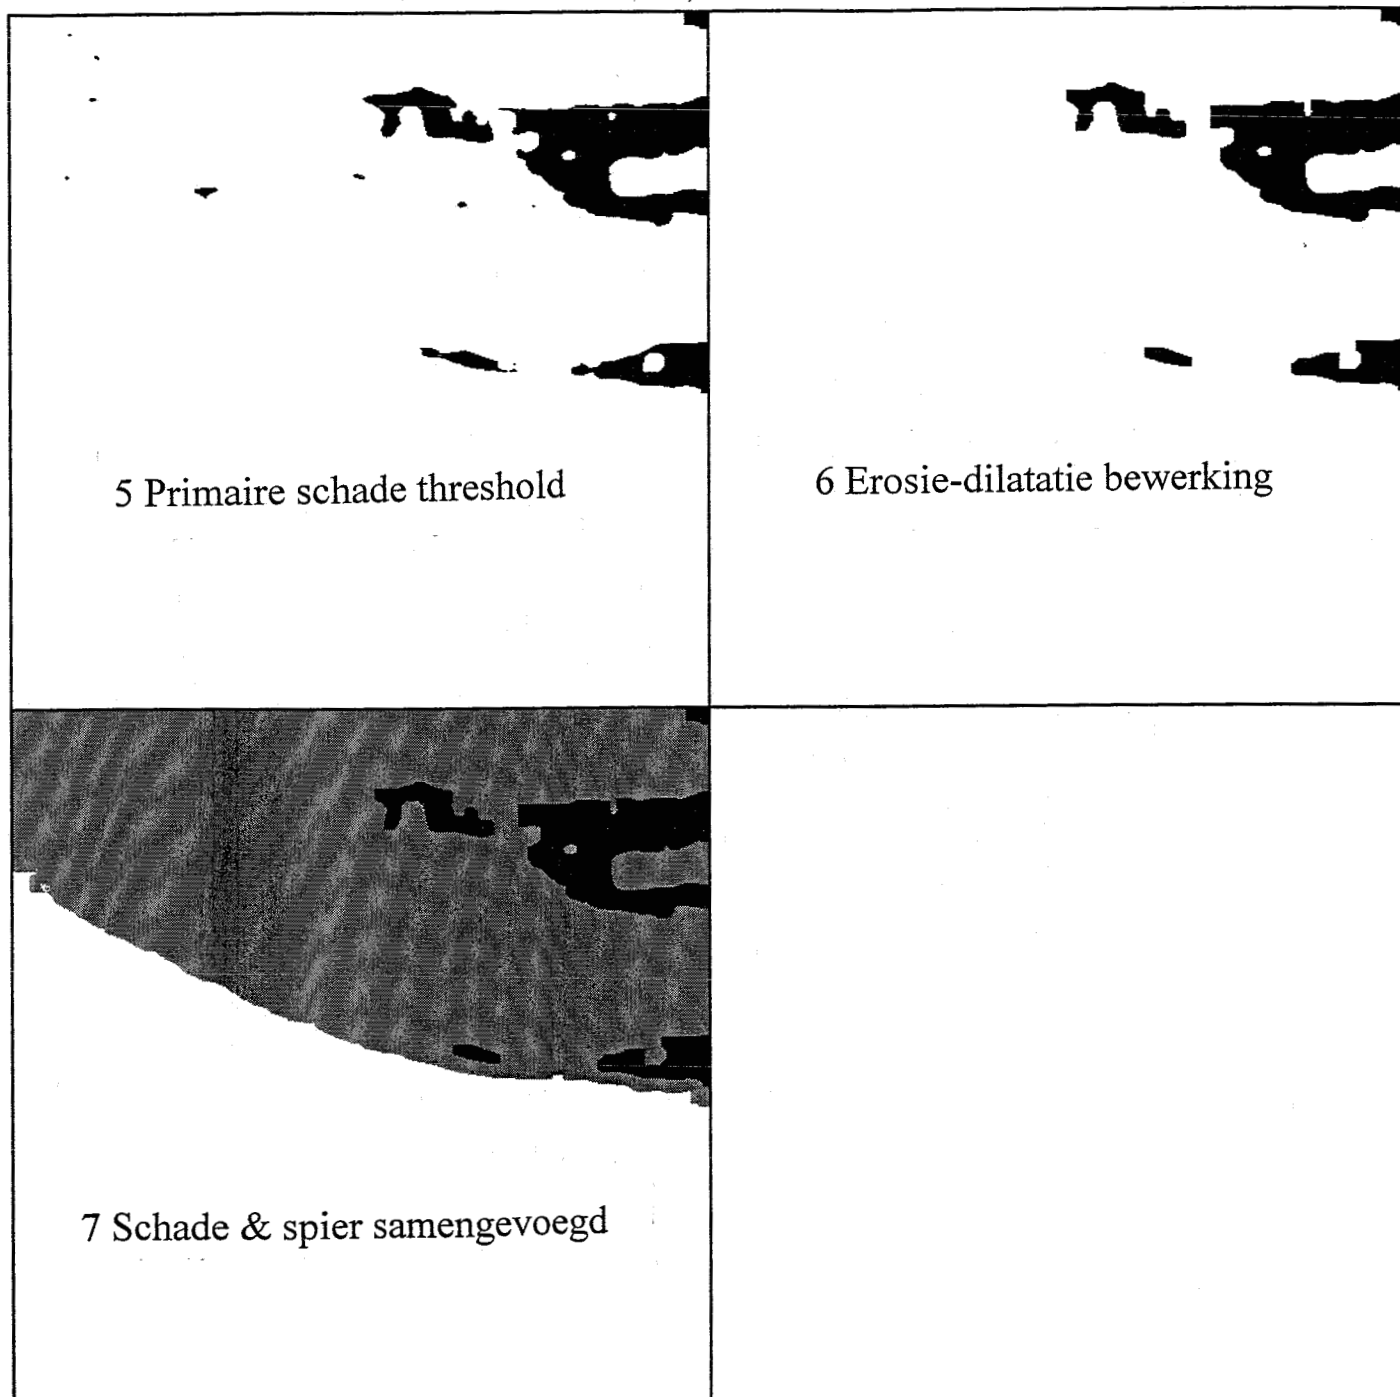 5 Primaire schade threshold
6 Erosie-dilatatie bewerking
7 Schade & spier samengevoegd